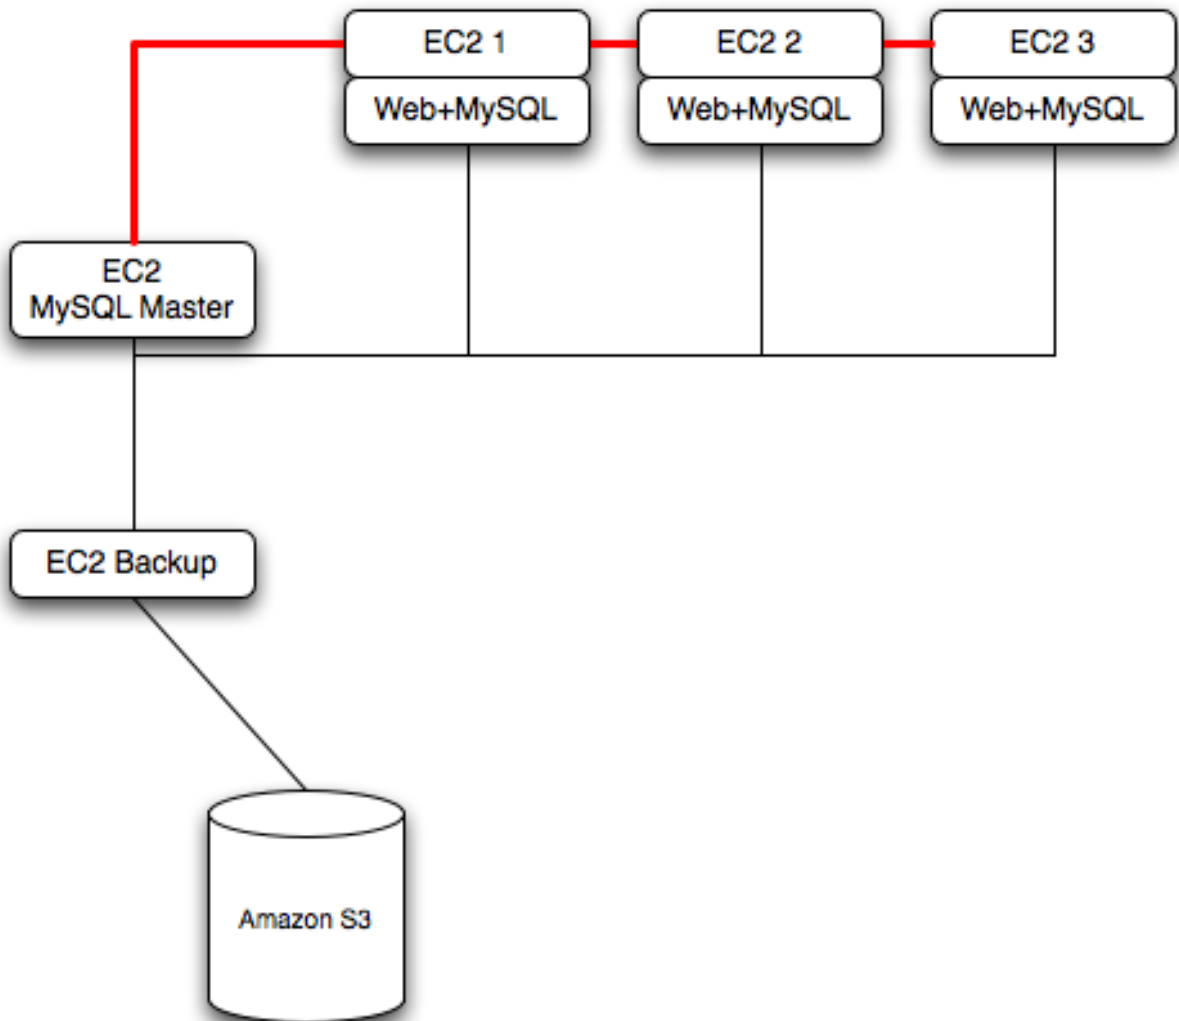 EC2 1
EC2 2
EC2 3
Web+MySQL
Web+MySQL
Web+MySQL
EC2
MySQL Master
EC2 Backup
Amazon S3